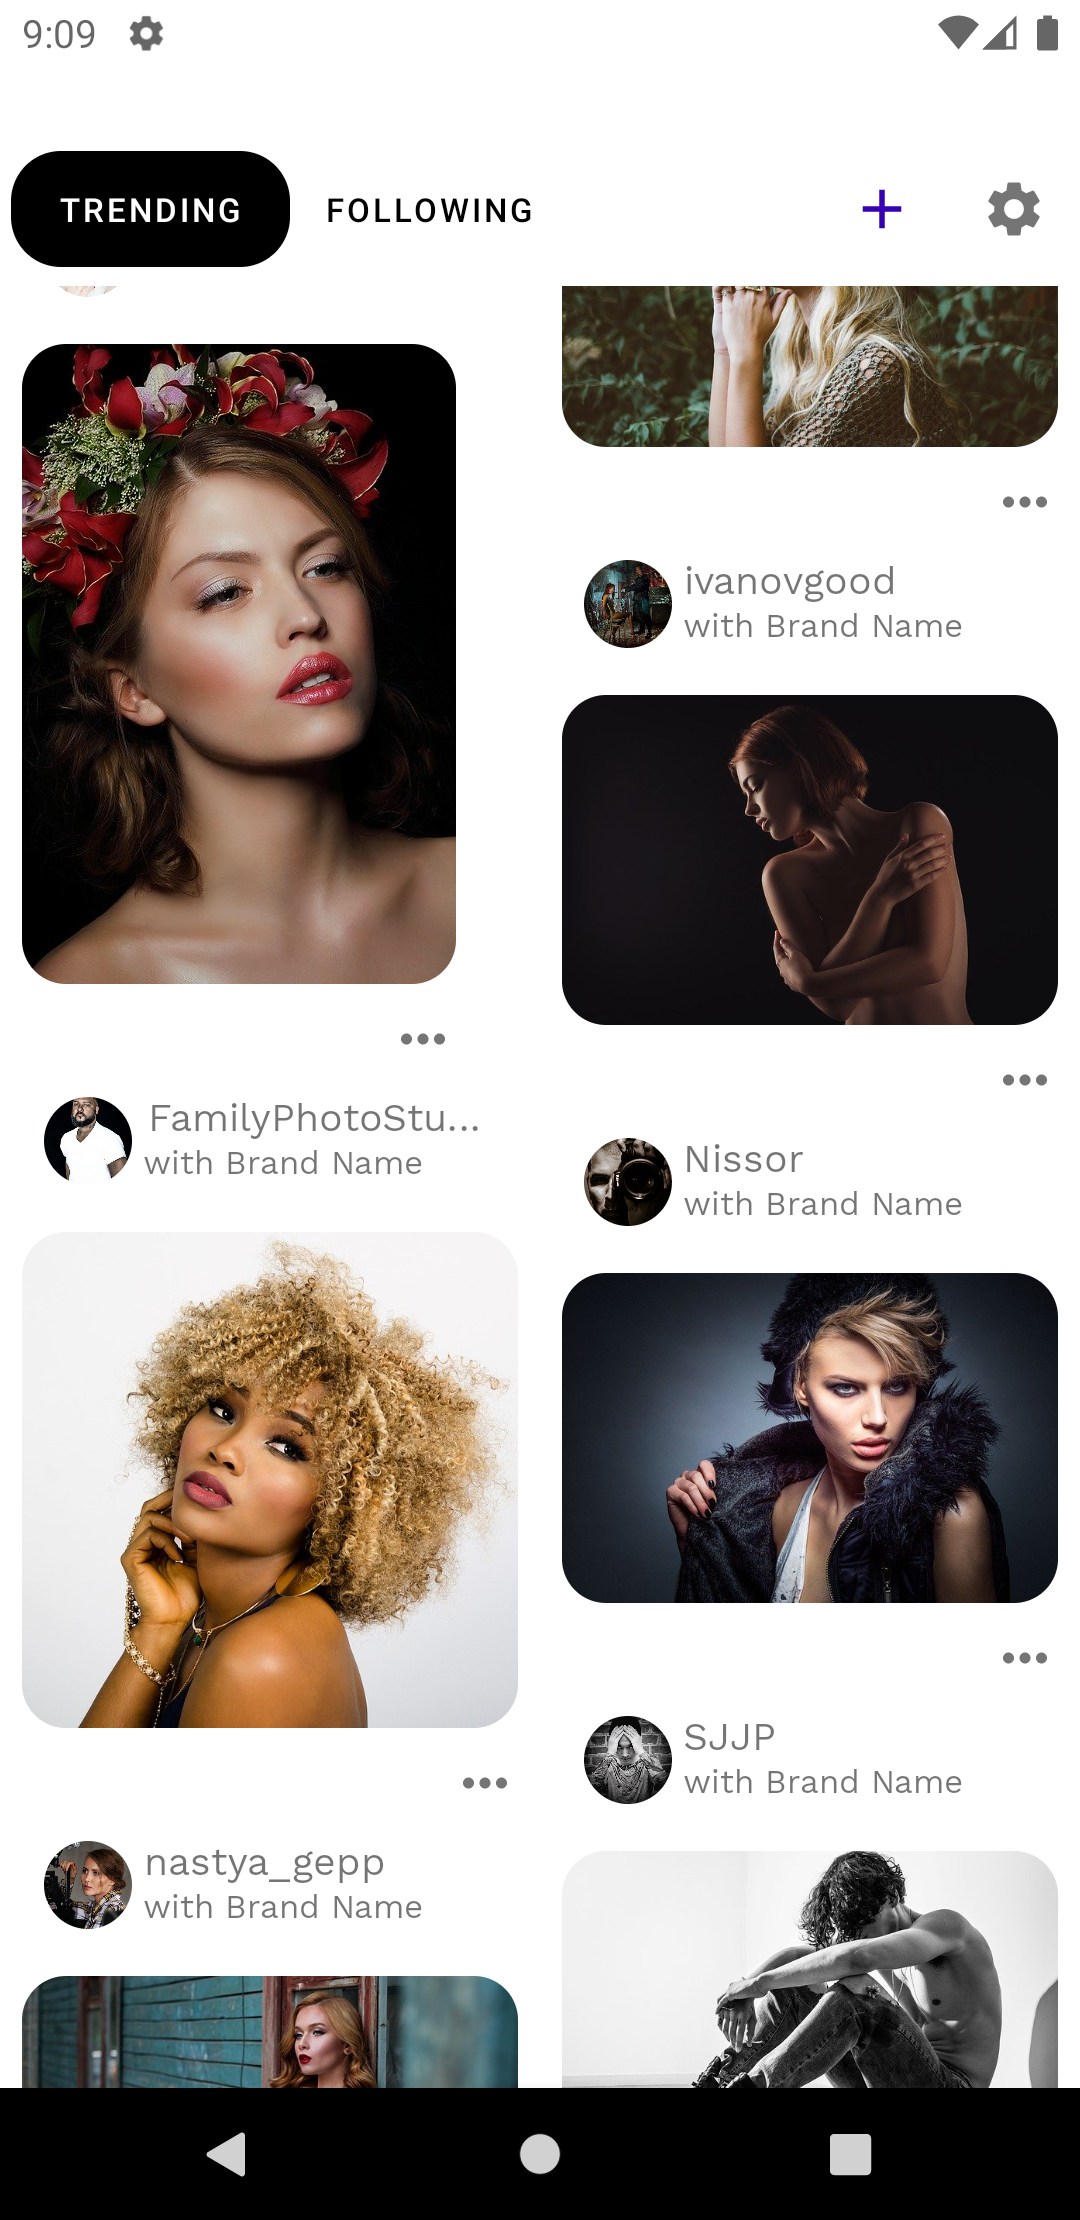 9:09
TRENDING
FOLLOWING
ivanovgood
with Brand Name
FamilyPhotoStu...
with Brand Name
Nissor
with Brand Name
SJJP
with Brand Name
nastya_gepp
with Brand Name